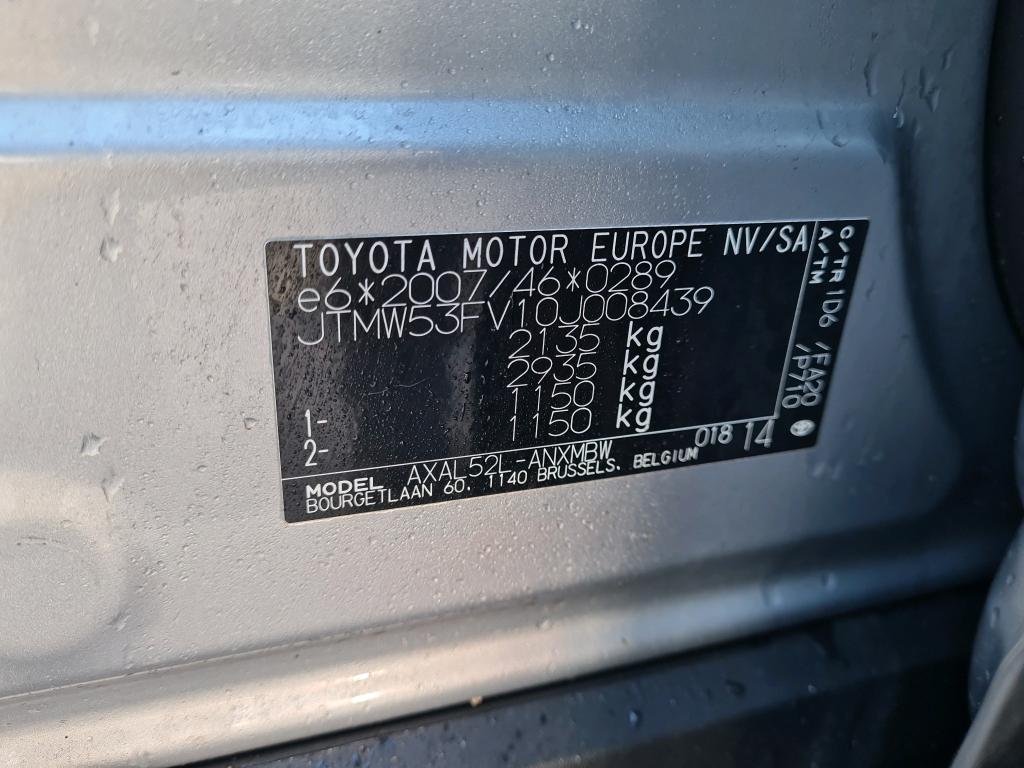 TOYOTA MOTOR EUROPE NV/SA
e6*2007/46*0289
JTMW53FV10J008439
2135 kg
2935 kg
1- 1150 kg
2- 1150 kg
MODEL AXAL52L-ANXMBW 018 14
BOURGETLAAN 60, 1140 BRUSSELS, BELGIUM
C/TR 1D6 /FA20
A/TM /P710